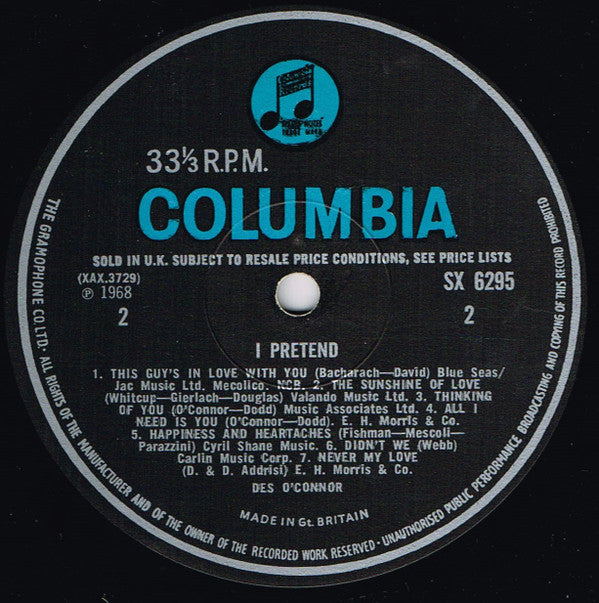 33⅓ R.P.M.
COLUMBIA
SOLD IN U.K. SUBJECT TO RESALE PRICE CONDITIONS, SEE PRICE LISTS
(XAX.3729)
℗ 1968
SX 6295
2
2
I PRETEND
1. THIS GUY'S IN LOVE WITH YOU (Bacharach—David) Blue Seas/
Jac Music Ltd. Mecolico. NCB. 2. THE SUNSHINE OF LOVE
(Whitcup—Gierlach—Douglas) Valando Music Ltd. 3. THINKING
OF YOU (O'Connor—Dodd) Music Associates Ltd. 4. ALL I
NEED IS YOU (O'Connor—Dodd). E. H. Morris & Co.
5. HAPPINESS AND HEARTACHES (Fishman—Mescoli—
Parazzini) Cyril Shane Music. 6. DIDN'T WE (Webb)
Carlin Music Corp. 7. NEVER MY LOVE
(D. & D. Addrisi) E. H. Morris & Co.
DES O'CONNOR
MADE IN Gt. BRITAIN
THE GRAMOPHONE CO LTD· ALL RIGHTS OF THE MANUFACTURER AND OF THE OWNER OF THE RECORDED WORK RESERVED · UNAUTHORISED PUBLIC PERFORMANCE BROADCASTING AND COPYING OF THIS RECORD PROHIBITED